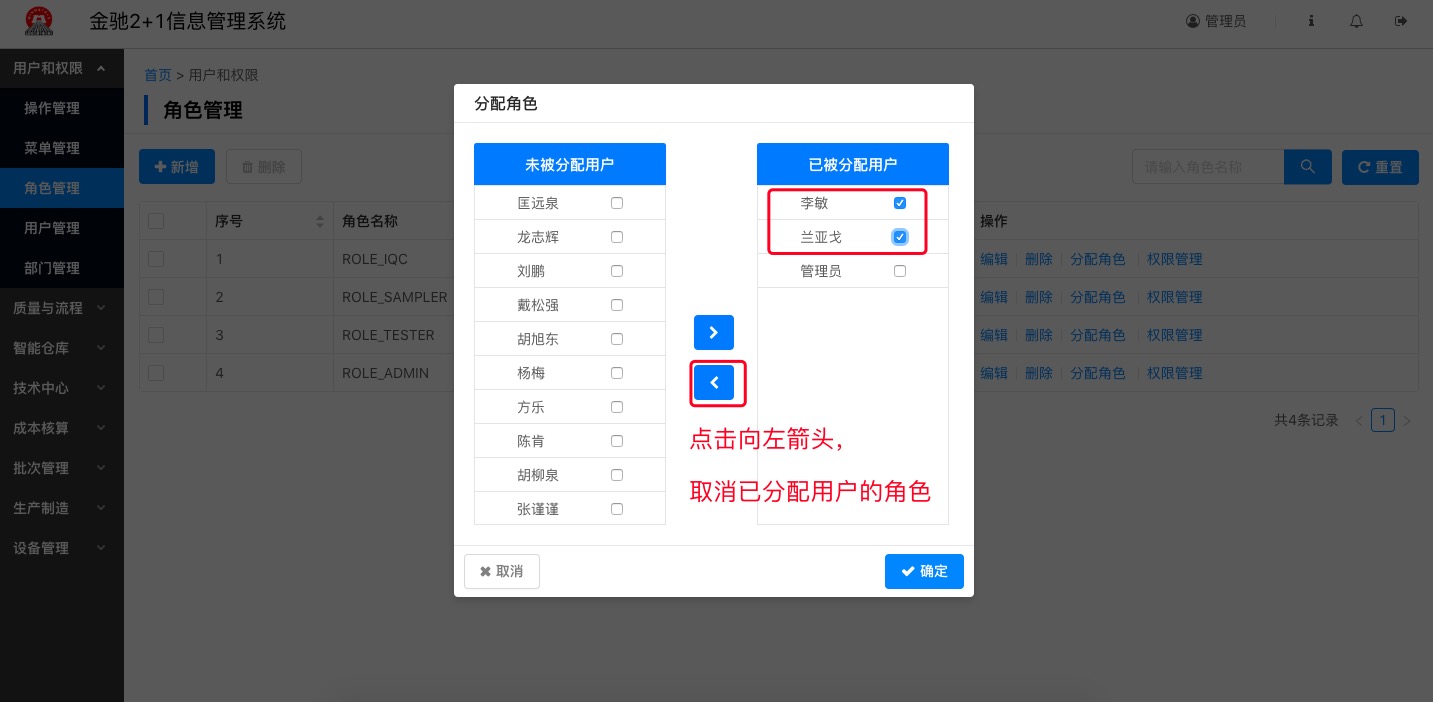 金驰2+1信息管理系统
管理员
用户和权限
操作管理
菜单管理
角色管理
用户管理
部门管理
质量与流程
智能仓库
技术中心
成本核算
批次管理
生产制造
设备管理
首页 > 用户和权限
角色管理
新增
删除
请输入角色名称
重置
序号
角色名称
操作
1
ROLE_IQC
编辑 删除 分配角色 权限管理
2
ROLE_SAMPLER
编辑 删除 分配角色 权限管理
3
ROLE_TESTER
编辑 删除 分配角色 权限管理
4
ROLE_ADMIN
编辑 删除 分配角色 权限管理
共4条记录 < 1 >
分配角色
未被分配用户
匡远泉
龙志辉
刘鹏
戴松强
胡旭东
杨梅
方乐
陈肯
胡柳泉
张谨谨
已被分配用户
李敏
兰亚戈
管理员
点击向左箭头，
取消已分配用户的角色
取消
确定